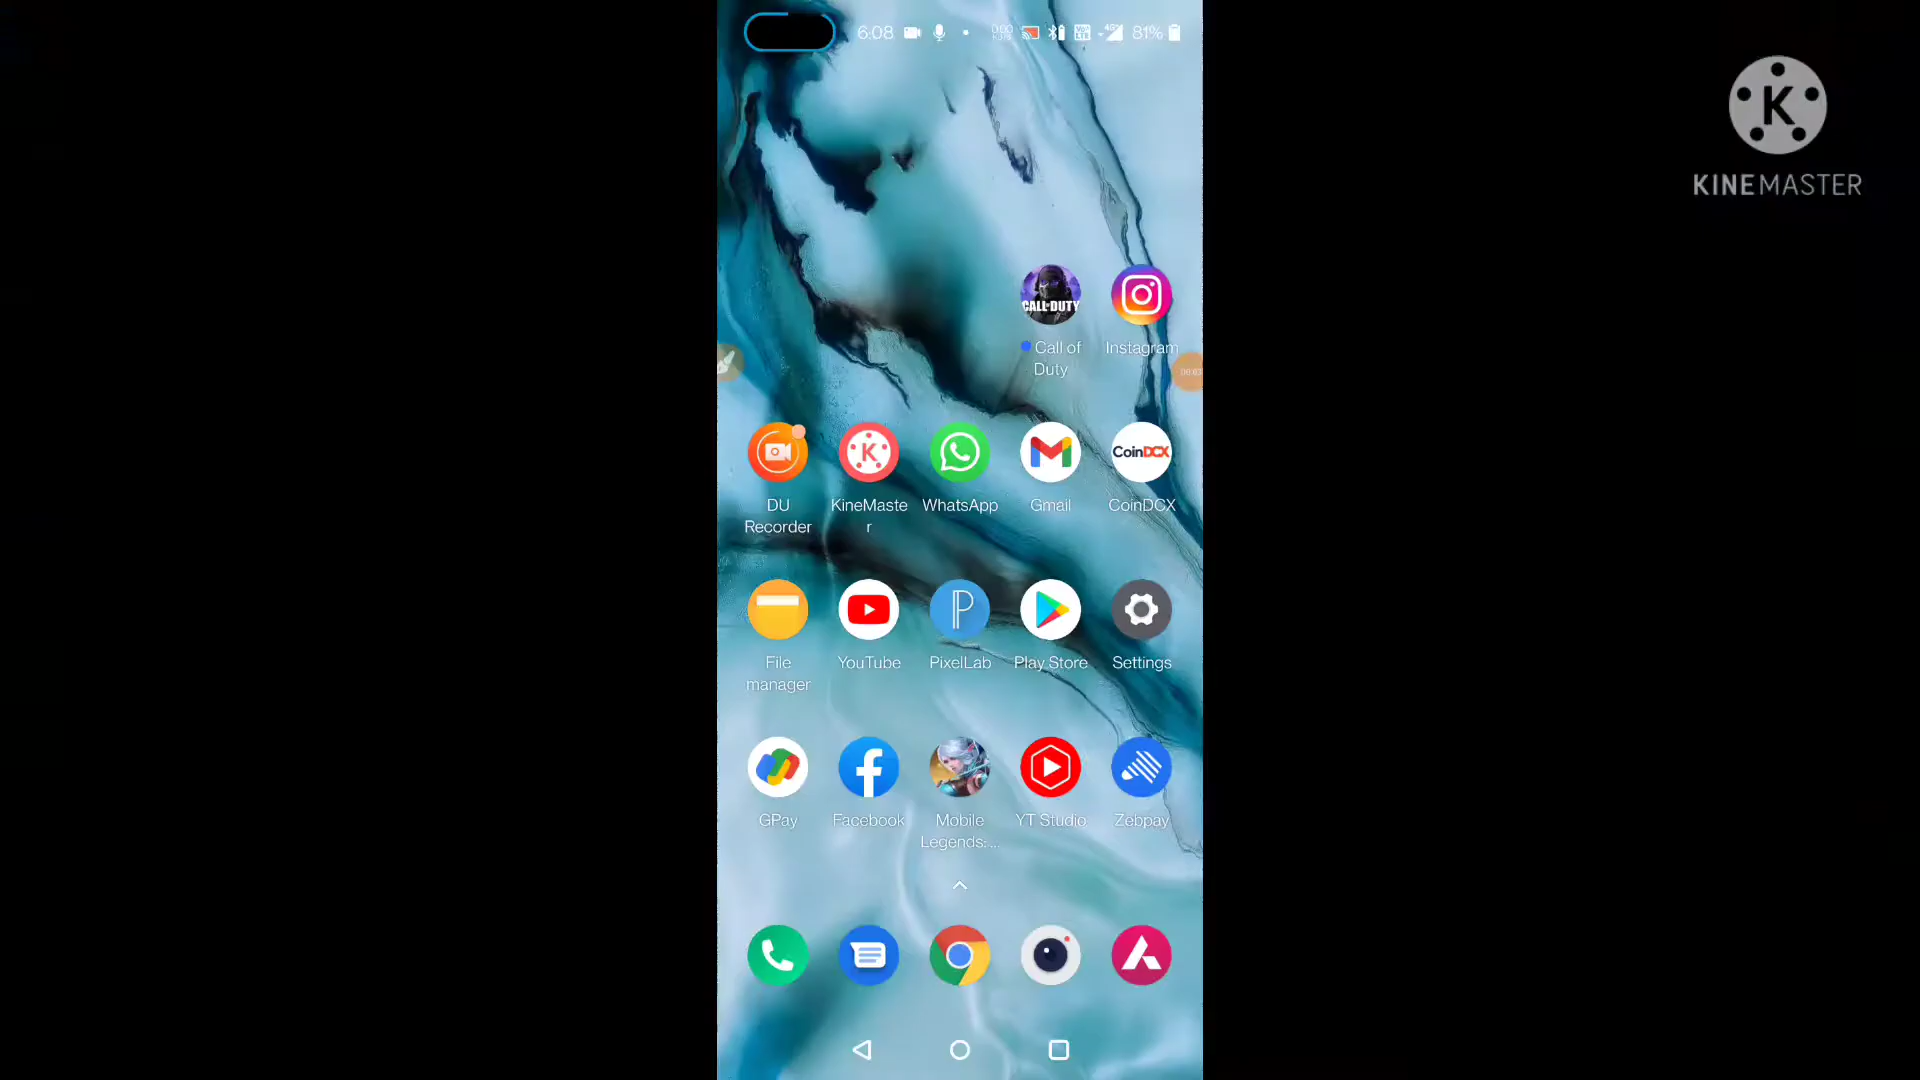 6:08
81%
KINEMASTER
CALL OF DUTY
Call of
Duty
Instagram
CoinDCX
DU
Recorder
KineMaste
r
WhatsApp
Gmail
CoinDCX
File
manager
YouTube
PixelLab
Play Store
Settings
GPay
Facebook
Mobile
Legends:...
YT Studio
Zebpay